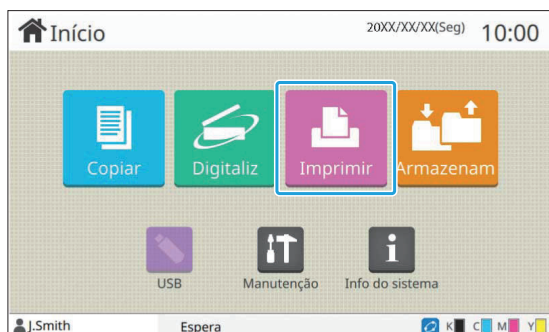 Início
20XX/XX/XX(Seg) 10:00
Copiar Digitaliz Imprimir Armazenam
USB Manutenção Info do sistema
J.Smith Espera K C M Y